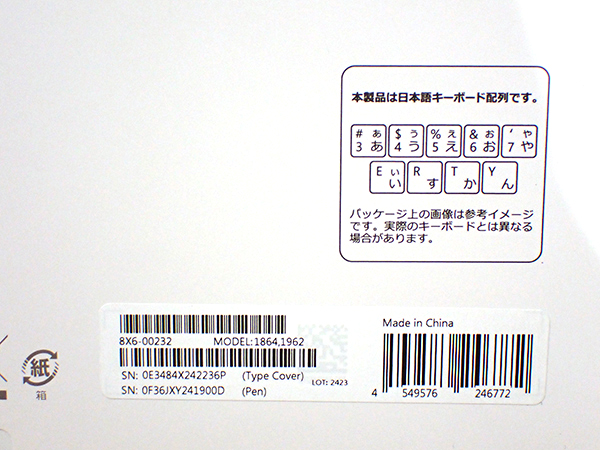 本製品は日本語キーボード配列です。
# ぁ $ ぅ % ぇ & ぉ ' ゃ
3 あ 4 う 5 え 6 お 7 や
E ぃ R T Y
い す か ん
パッケージ上の画像は参考イメージ
です。実際のキーボードとは異なる
場合があります。
8X6-00232 MODEL:1864,1962
SN: 0E3484X242236P (Type Cover)
SN: 0F36JXY241900D (Pen)
LOT: 2423
Made in China
4 549576 246772
紙
箱